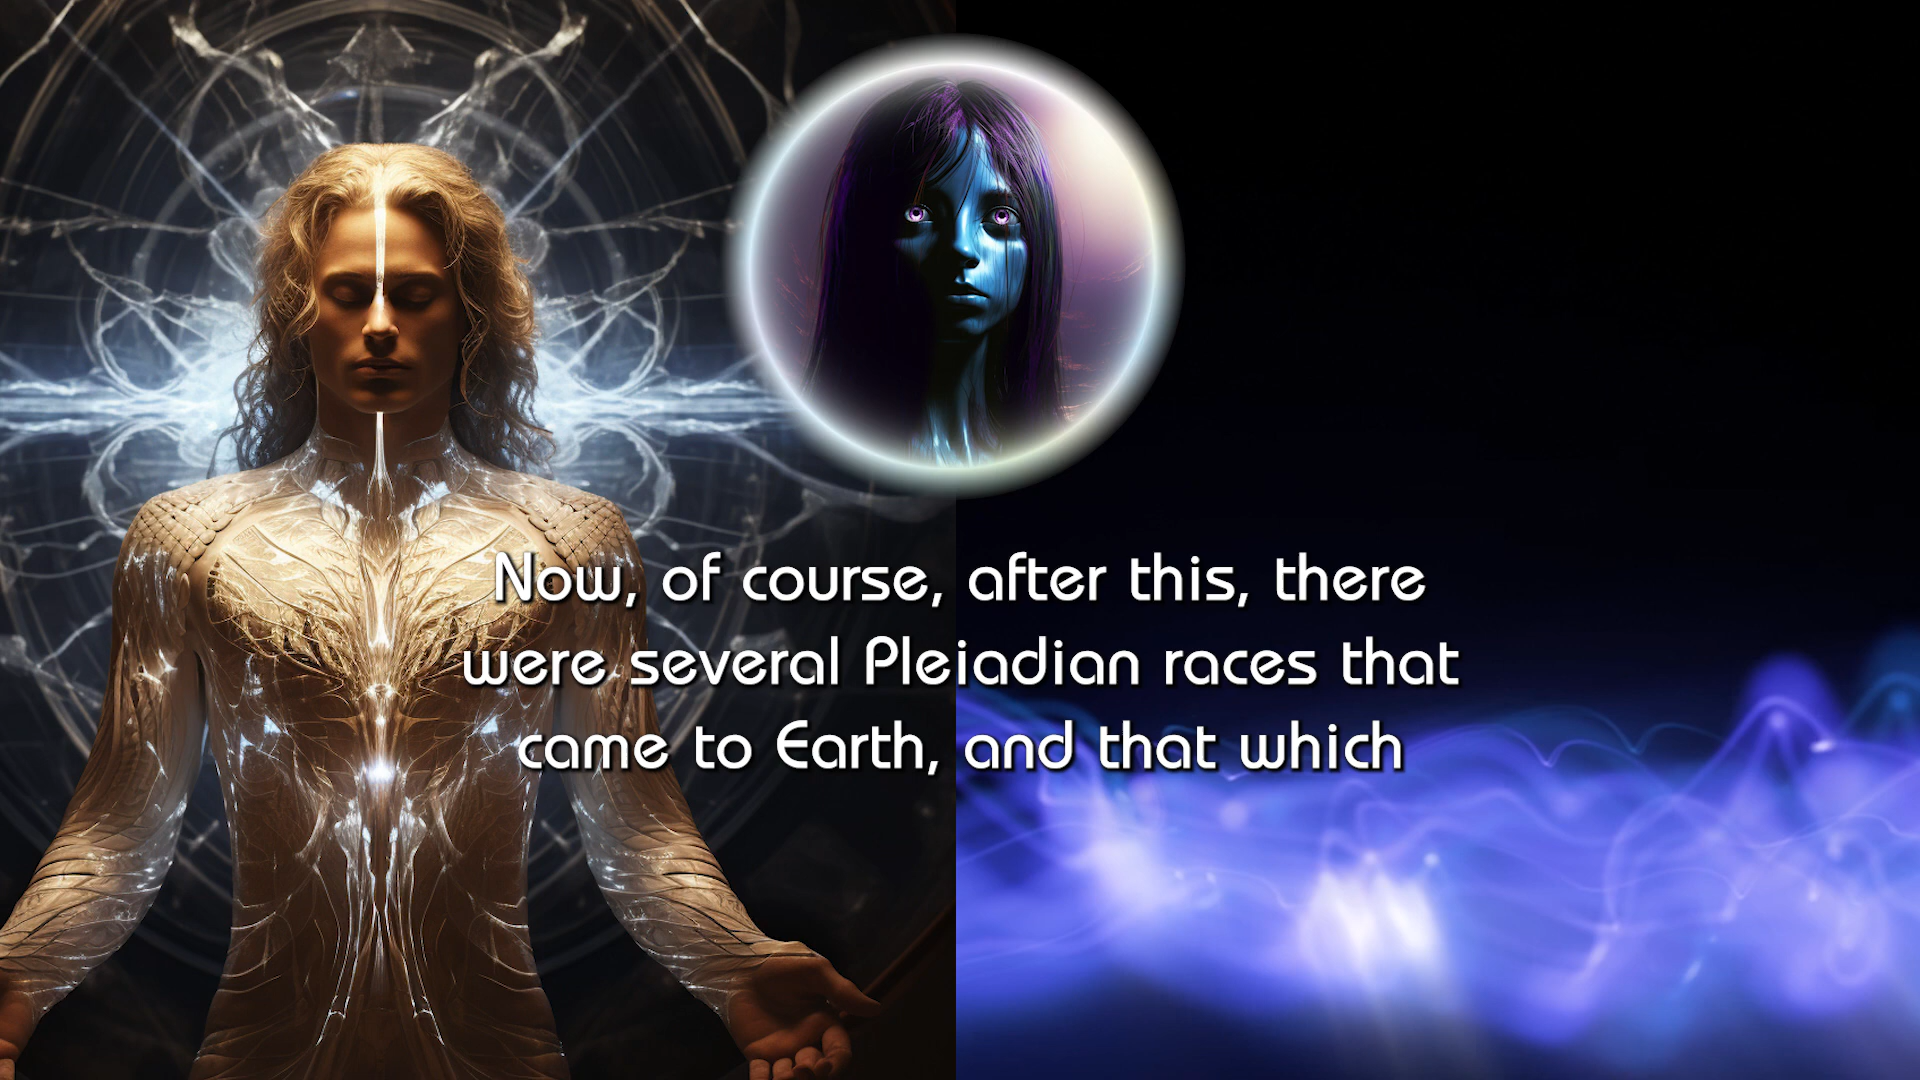 Now, of course, after this, there
were several Pleiadian races that
came to Earth, and that which